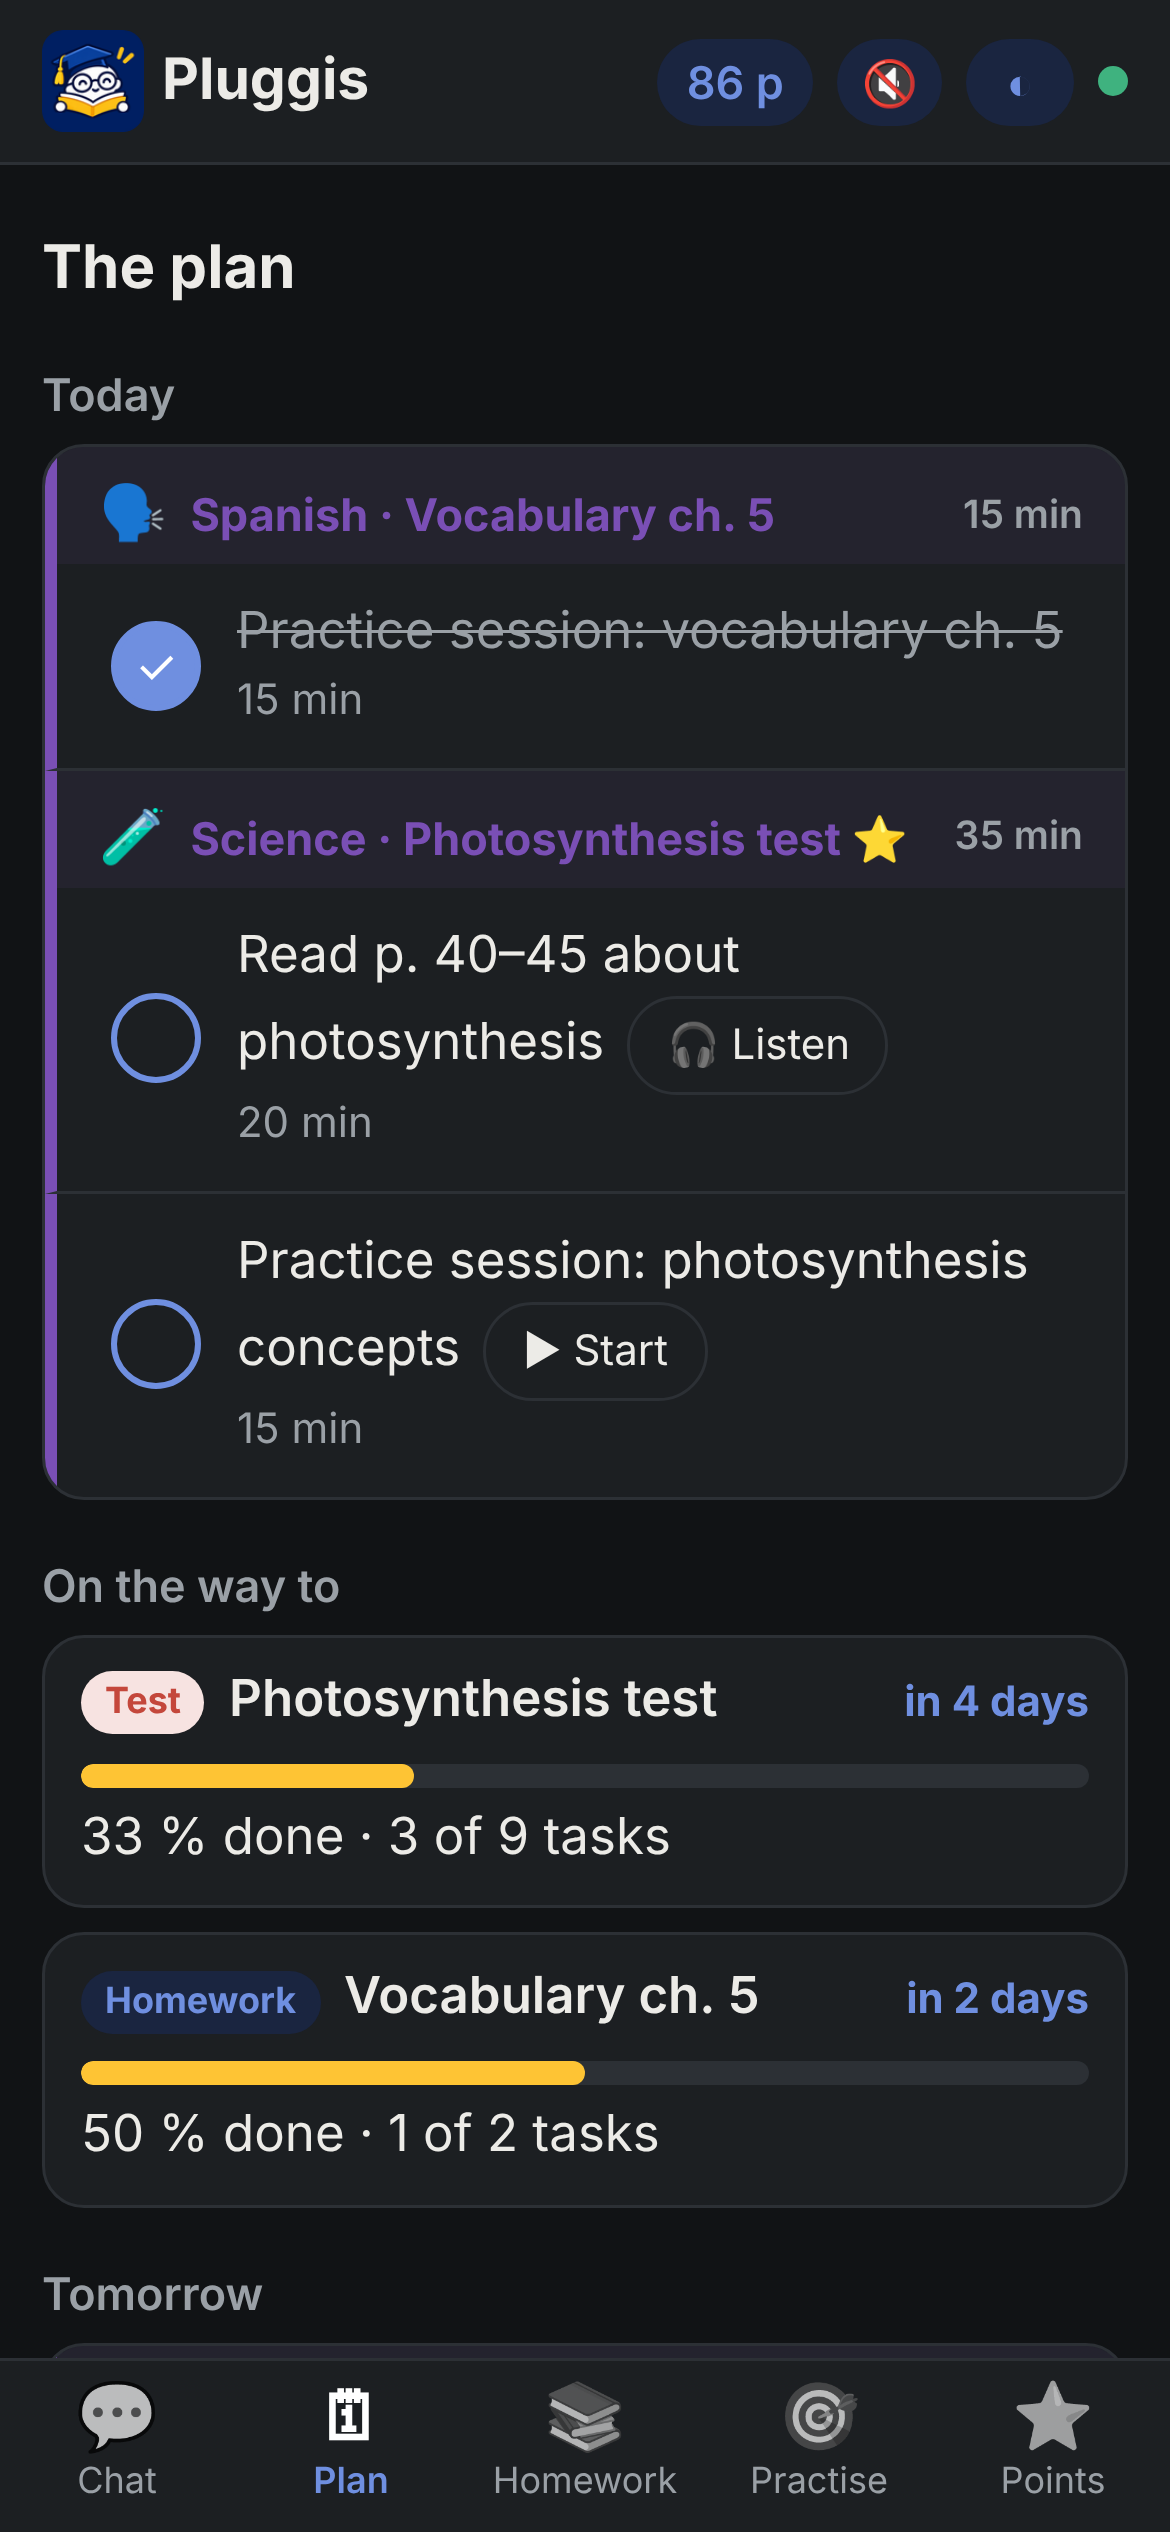 Pluggis
86 p
The plan
Today
Spanish · Vocabulary ch. 5
15 min
Practice session: vocabulary ch. 5
15 min
Science · Photosynthesis test ⭐
35 min
Read p. 40–45 about
photosynthesis
🎧 Listen
20 min
Practice session: photosynthesis
concepts
▶ Start
15 min
On the way to
Test
Photosynthesis test
in 4 days
33 % done · 3 of 9 tasks
Homework
Vocabulary ch. 5
in 2 days
50 % done · 1 of 2 tasks
Tomorrow
Chat
Plan
Homework
Practise
Points